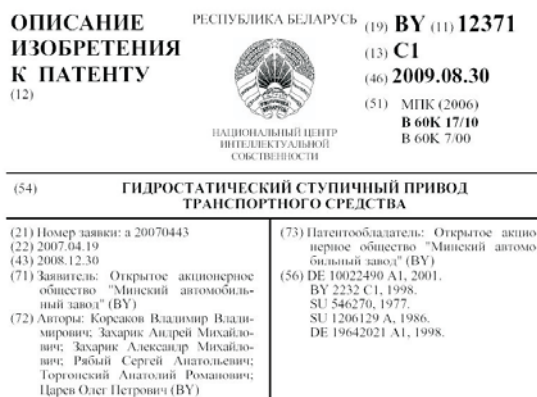 ОПИСАНИЕ
ИЗОБРЕТЕНИЯ
К ПАТЕНТУ
(12)
РЕСПУБЛИКА БЕЛАРУСЬ
НАЦИОНАЛЬНЫЙ ЦЕНТР
ИНТЕЛЛЕКТУАЛЬНОЙ
СОБСТВЕННОСТИ
(19) BY (11) 12371
(13) C1
(46) 2009.08.30
(51) МПК (2006)
B 60K 17/10
B 60K 7/00
(54) ГИДРОСТАТИЧЕСКИЙ СТУПИЧНЫЙ ПРИВОД
ТРАНСПОРТНОГО СРЕДСТВА
(21) Номер заявки: a 20070443
(22) 2007.04.19
(43) 2008.12.30
(71) Заявитель: Открытое акционерное
общество "Минский автомобиль-
ный завод" (BY)
(72) Авторы: Корсаков Владимир Влади-
мирович; Захарик Андрей Михайло-
вич; Захарик Александр Михайло-
вич; Рябый Сергей Анатольевич;
Торгонский Анатолий Романович;
Царев Олег Петрович (BY)
(73) Патентообладатель: Открытое акцио-
нерное общество "Минский автомо-
бильный завод" (BY)
(56) DE 10022490 A1, 2001.
BY 2232 C1, 1998.
SU 546270, 1977.
SU 1206129 A, 1986.
DE 19642021 A1, 1998.